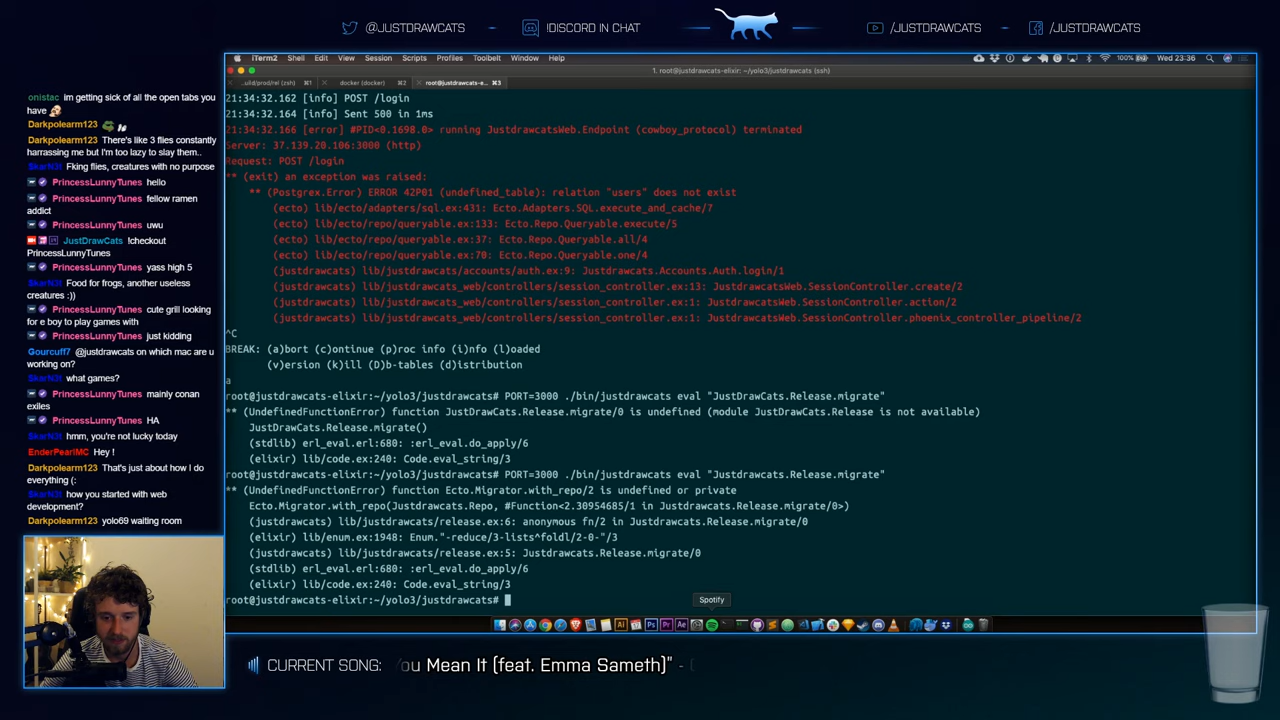 @JUSTDRAWCATS
!DISCORD IN CHAT
/JUSTDRAWCATS
/JUSTDRAWCATS
iTerm2 Shell Edit View Session Scripts Profiles Toolbelt Window Help
100%
Wed 23:36
1. root@justdrawcats-elixir: ~/yolo3/justdrawcats (ssh)
..uild/prod/rel (zsh) ⌘1
docker (docker) ⌘2
root@justdrawcats-e... ⌘3
onistac im getting sick of all the open tabs you
have
Darkpolearm123
Darkpolearm123 There's like 3 flies constantly
harrassing me but I'm too lazy to slay them..
SkarN3t Fking flies, creatures with no purpose
PrincessLunnyTunes hello
PrincessLunnyTunes fellow ramen
addict
PrincessLunnyTunes uwu
JustDrawCats !checkout
PrincessLunnyTunes
PrincessLunnyTunes yass high 5
SkarN3t Food for frogs, another useless
creatures :))
PrincessLunnyTunes cute grill looking
for e boy to play games with
PrincessLunnyTunes just kidding
Gourcuff7 @justdrawcats on which mac are u
working on?
SkarN3t what games?
PrincessLunnyTunes mainly conan
exiles
PrincessLunnyTunes HA
SkarN3t hmm, you're not lucky today
EnderPearlMC Hey !
Darkpolearm123 That's just about how I do
everything (:
SkarN3t how you started with web
development?
Darkpolearm123 yolo69 waiting room
21:34:32.162 [info] POST /login
21:34:32.164 [info] Sent 500 in 1ms
21:34:32.166 [error] #PID<0.1698.0> running JustdrawcatsWeb.Endpoint (cowboy_protocol) terminated
Server: 37.139.20.106:3000 (http)
Request: POST /login
** (exit) an exception was raised:
** (Postgrex.Error) ERROR 42P01 (undefined_table): relation "users" does not exist
(ecto) lib/ecto/adapters/sql.ex:431: Ecto.Adapters.SQL.execute_and_cache/7
(ecto) lib/ecto/repo/queryable.ex:133: Ecto.Repo.Queryable.execute/5
(ecto) lib/ecto/repo/queryable.ex:37: Ecto.Repo.Queryable.all/4
(ecto) lib/ecto/repo/queryable.ex:70: Ecto.Repo.Queryable.one/4
(justdrawcats) lib/justdrawcats/accounts/auth.ex:9: Justdrawcats.Accounts.Auth.login/1
(justdrawcats) lib/justdrawcats_web/controllers/session_controller.ex:13: JustdrawcatsWeb.SessionController.create/2
(justdrawcats) lib/justdrawcats_web/controllers/session_controller.ex:1: JustdrawcatsWeb.SessionController.action/2
(justdrawcats) lib/justdrawcats_web/controllers/session_controller.ex:1: JustdrawcatsWeb.SessionController.phoenix_controller_pipeline/2
^C
BREAK: (a)bort (c)ontinue (p)roc info (i)nfo (l)oaded
(v)ersion (k)ill (D)b-tables (d)istribution
a
root@justdrawcats-elixir:~/yolo3/justdrawcats# PORT=3000 ./bin/justdrawcats eval "JustDrawCats.Release.migrate"
** (UndefinedFunctionError) function JustDrawCats.Release.migrate/0 is undefined (module JustDrawCats.Release is not available)
JustDrawCats.Release.migrate()
(stdlib) erl_eval.erl:680: :erl_eval.do_apply/6
(elixir) lib/code.ex:240: Code.eval_string/3
root@justdrawcats-elixir:~/yolo3/justdrawcats# PORT=3000 ./bin/justdrawcats eval "Justdrawcats.Release.migrate"
** (UndefinedFunctionError) function Ecto.Migrator.with_repo/2 is undefined or private
Ecto.Migrator.with_repo(Justdrawcats.Repo, #Function<2.30954685/1 in Justdrawcats.Release.migrate/0>)
(justdrawcats) lib/justdrawcats/release.ex:6: anonymous fn/2 in Justdrawcats.Release.migrate/0
(elixir) lib/enum.ex:1948: Enum."-reduce/3-lists^foldl/2-0-"/3
(justdrawcats) lib/justdrawcats/release.ex:5: Justdrawcats.Release.migrate/0
(stdlib) erl_eval.erl:680: :erl_eval.do_apply/6
(elixir) lib/code.ex:240: Code.eval_string/3
root@justdrawcats-elixir:~/yolo3/justdrawcats#
Spotify
CURRENT SONG: ou Mean It (feat. Emma Sameth)" -